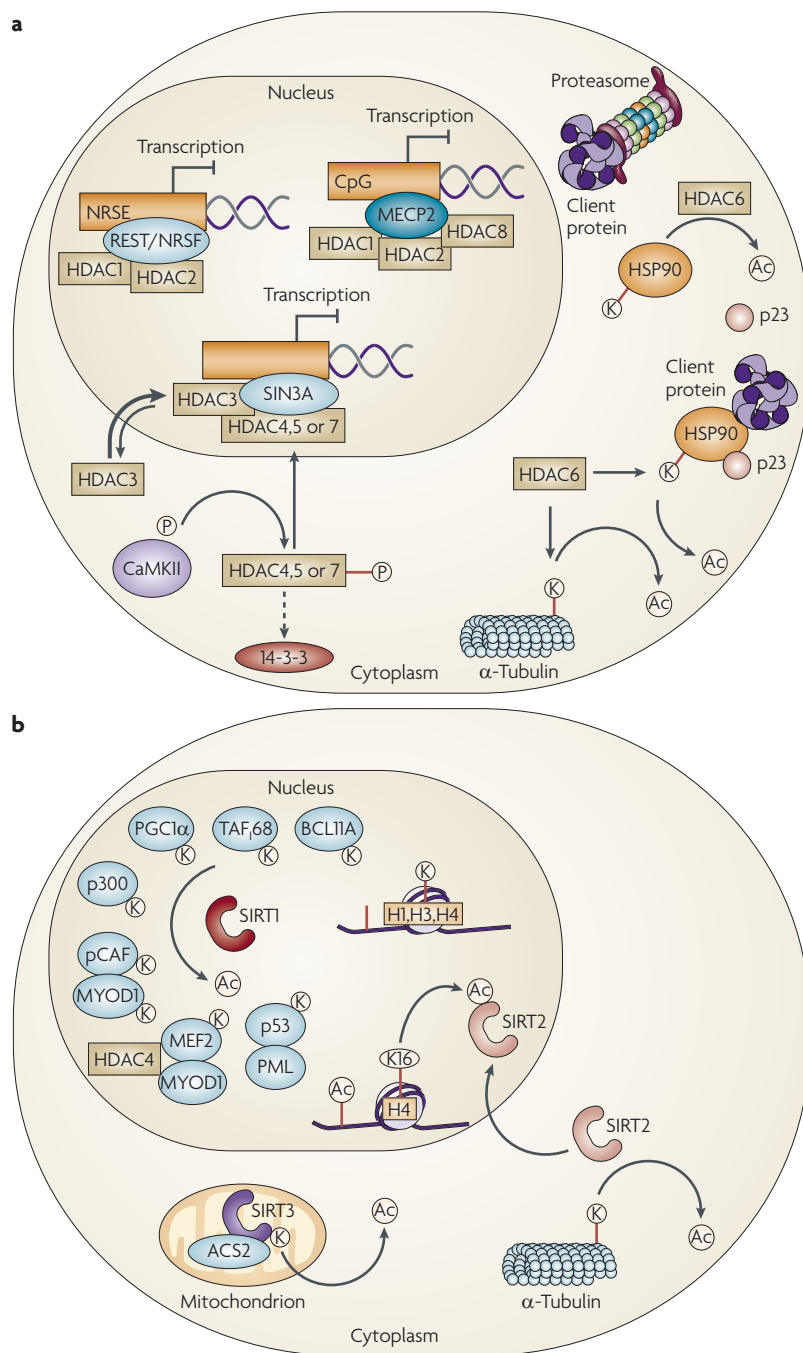 a
Nucleus
Transcription
NRSE
REST/NRSF
HDAC1
HDAC2
Transcription
CpG
MECP2
HDAC1
HDAC2
HDAC8
Transcription
SIN3A
HDAC3
HDAC4,5 or 7
HDAC3
P
CaMKII
HDAC4,5 or 7
P
14-3-3
Cytoplasm
Proteasome
Client
protein
HDAC6
HSP90
K
Ac
p23
Client
protein
HSP90
K
p23
HDAC6
Ac
K
Ac
α-Tubulin
b
Nucleus
PGC1α
K
TAFI68
K
BCL11A
K
p300
K
SIRT1
pCAF
K
MYOD1
K
Ac
K
MEF2
HDAC4
MYOD1
K
p53
PML
K
H1,H3,H4
Ac
SIRT2
K16
Ac
H4
SIRT2
SIRT3
K
ACS2
Ac
Mitochondrion
K
Ac
α-Tubulin
Cytoplasm